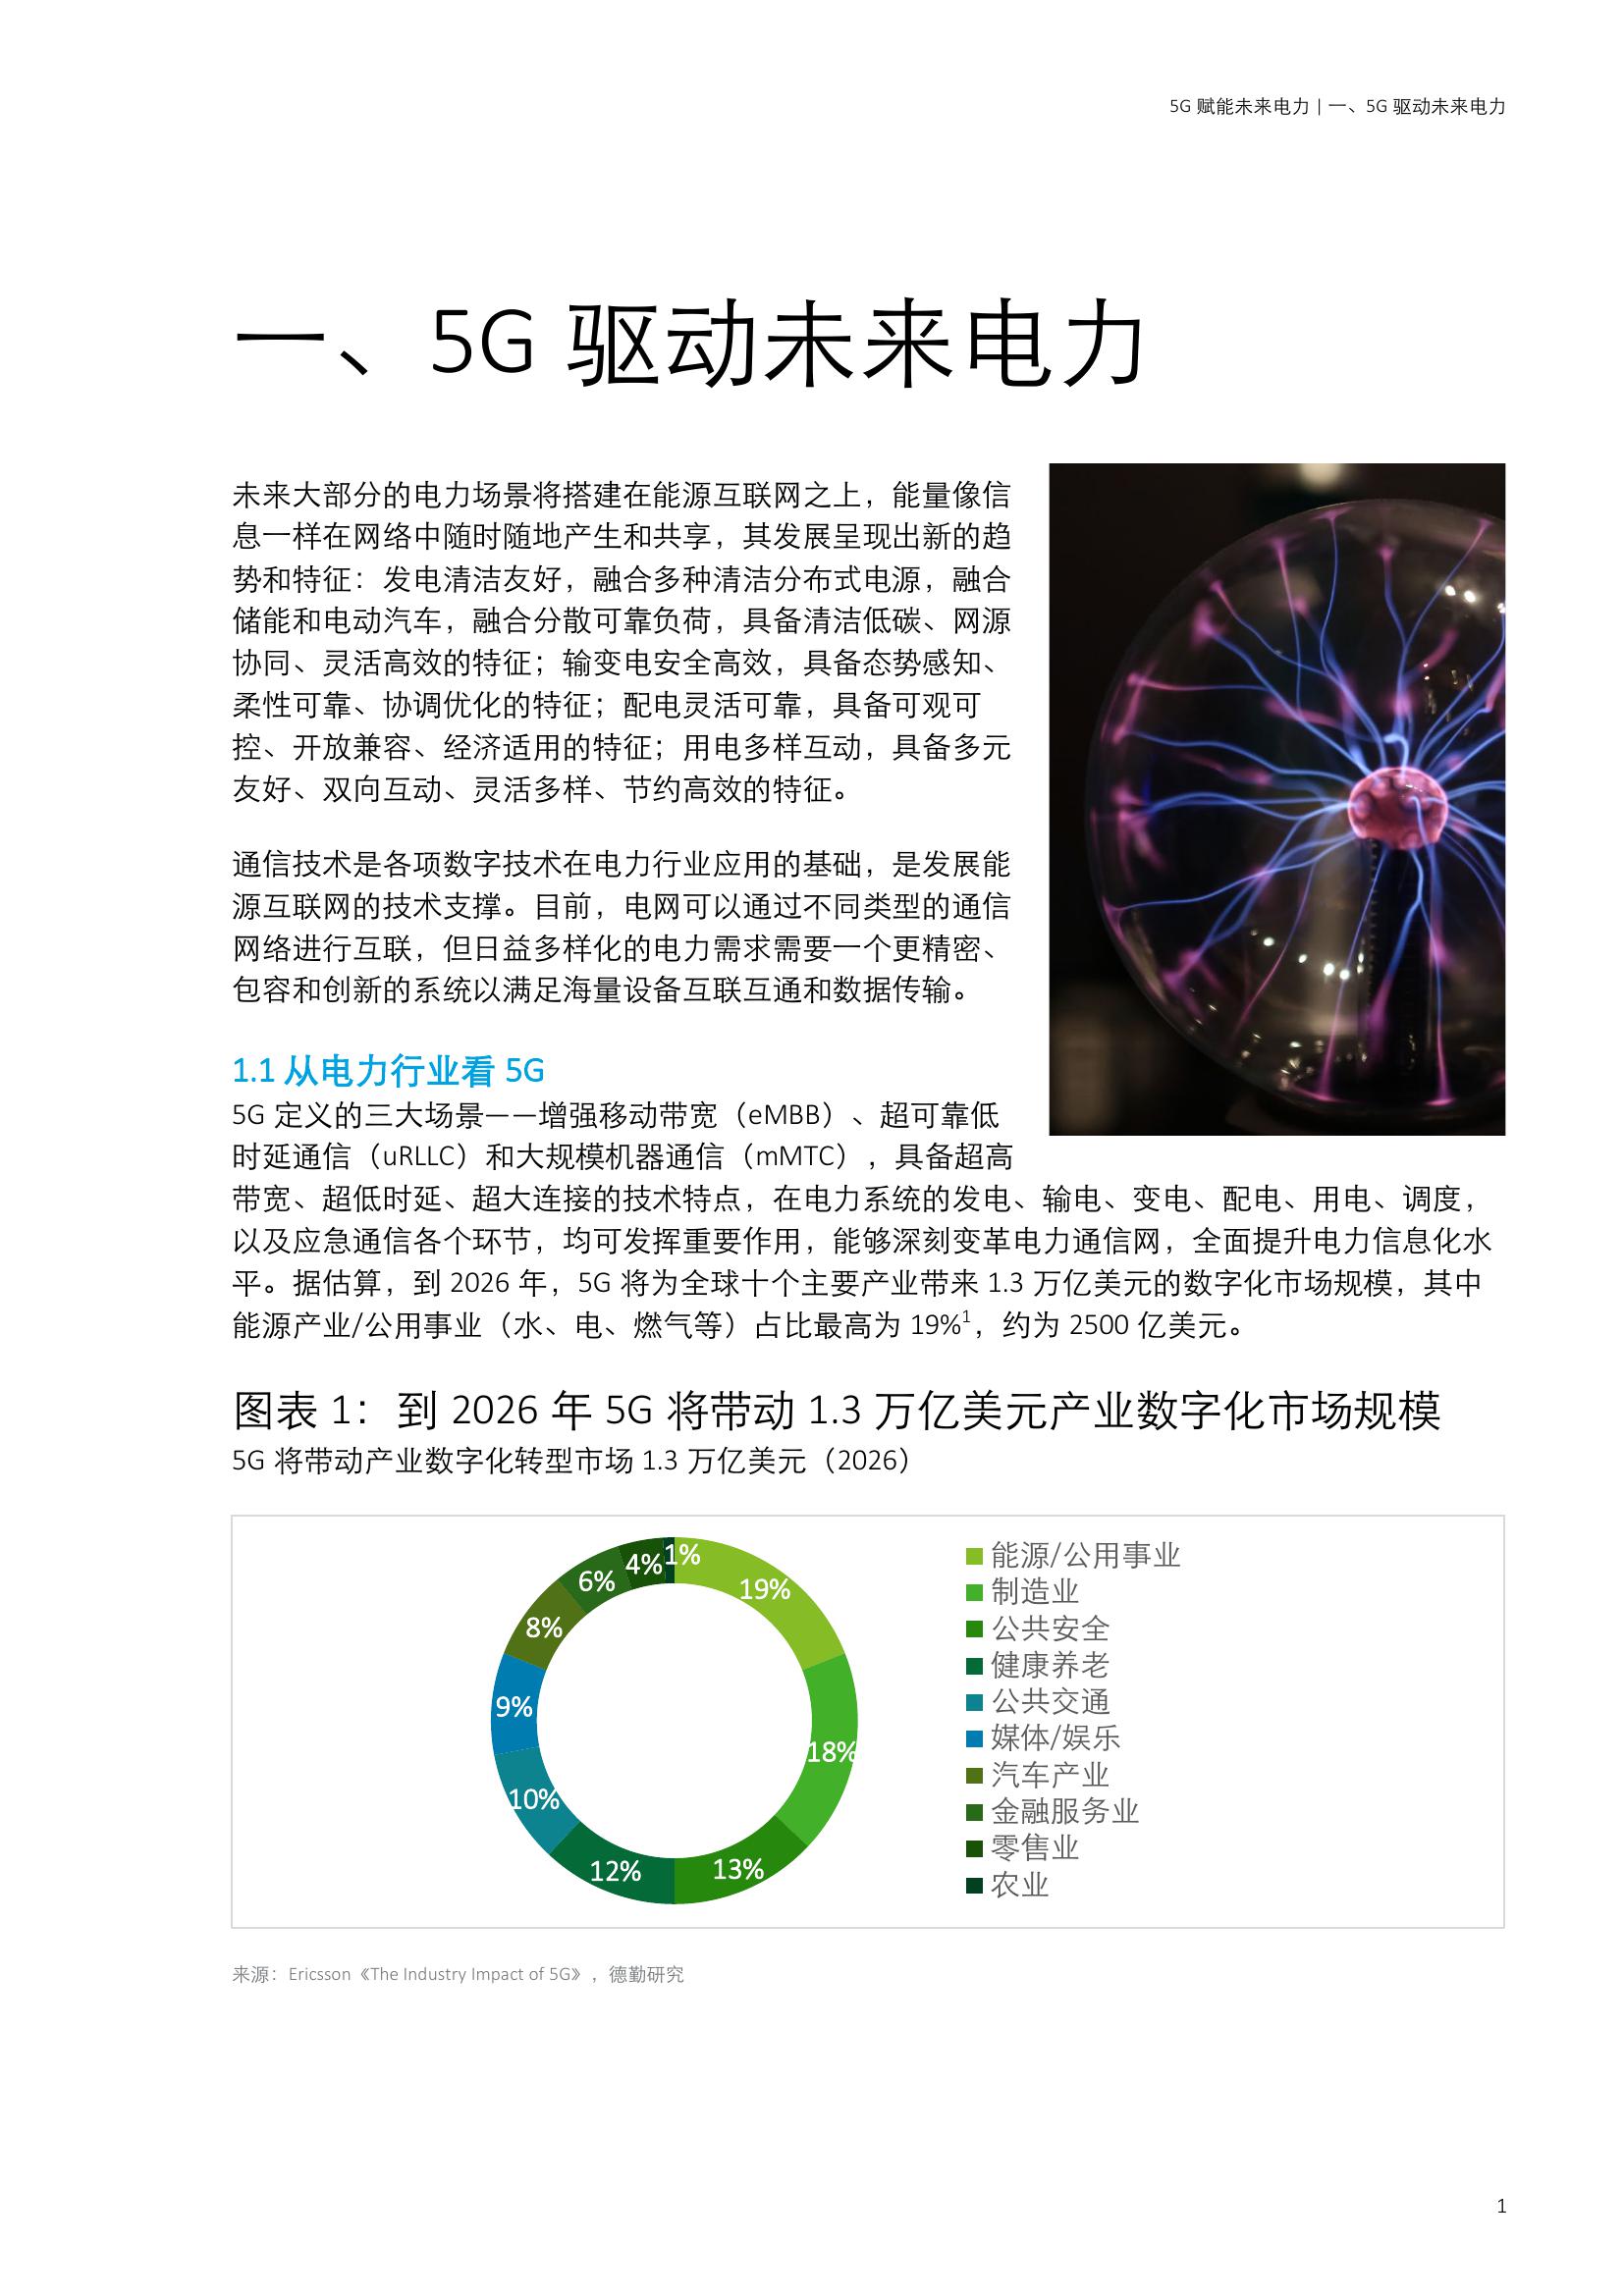 5G 赋能未来电力 | 一、5G 驱动未来电力
一、5G 驱动未来电力
未来大部分的电力场景将搭建在能源互联网之上，能量像信
息一样在网络中随时随地产生和共享，其发展呈现出新的趋
势和特征：发电清洁友好，融合多种清洁分布式电源，融合
储能和电动汽车，融合分散可靠负荷，具备清洁低碳、网源
协同、灵活高效的特征；输变电安全高效，具备态势感知、
柔性可靠、协调优化的特征；配电灵活可靠，具备可观可
控、开放兼容、经济适用的特征；用电多样互动，具备多元
友好、双向互动、灵活多样、节约高效的特征。
通信技术是各项数字技术在电力行业应用的基础，是发展能
源互联网的技术支撑。目前，电网可以通过不同类型的通信
网络进行互联，但日益多样化的电力需求需要一个更精密、
包容和创新的系统以满足海量设备互联互通和数据传输。
1.1 从电力行业看 5G
5G 定义的三大场景——增强移动带宽（eMBB）、超可靠低
时延通信（uRLLC）和大规模机器通信（mMTC），具备超高
带宽、超低时延、超大连接的技术特点，在电力系统的发电、输电、变电、配电、用电、调度，
以及应急通信各个环节，均可发挥重要作用，能够深刻变革电力通信网，全面提升电力信息化水
平。据估算，到 2026 年，5G 将为全球十个主要产业带来 1.3 万亿美元的数字化市场规模，其中
能源产业/公用事业（水、电、燃气等）占比最高为 19%1，约为 2500 亿美元。
图表 1：到 2026 年 5G 将带动 1.3 万亿美元产业数字化市场规模
5G 将带动产业数字化转型市场 1.3 万亿美元（2026）
19%
18%
13%
12%
10%
9%
8%
6%
4%
1%
能源/公用事业
制造业
公共安全
健康养老
公共交通
媒体/娱乐
汽车产业
金融服务业
零售业
农业
来源：Ericsson《The Industry Impact of 5G》，德勤研究
1